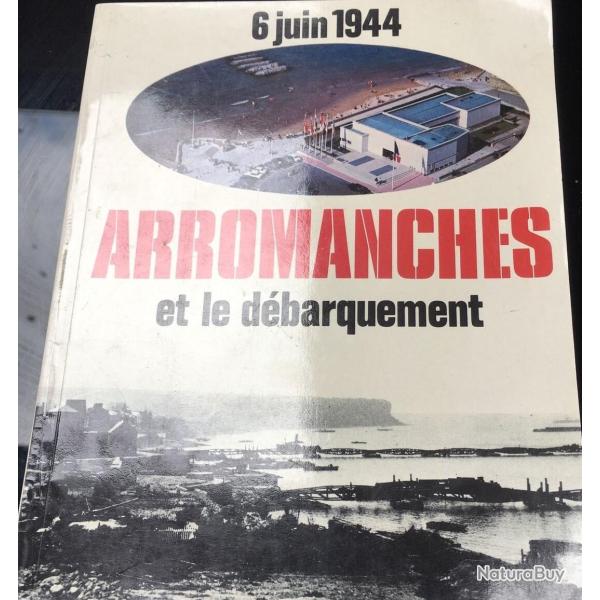 6 juin 1944
ARROMANCHES
et le débarquement
NaturaBuy